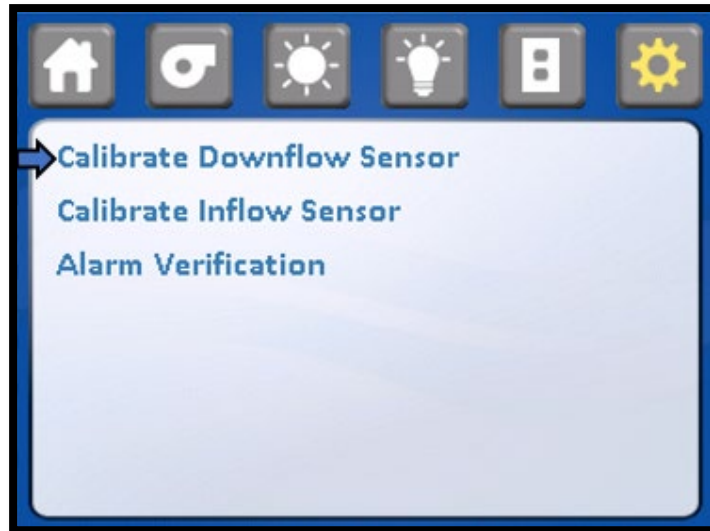 Calibrate Downflow Sensor
Calibrate Inflow Sensor
Alarm Verification